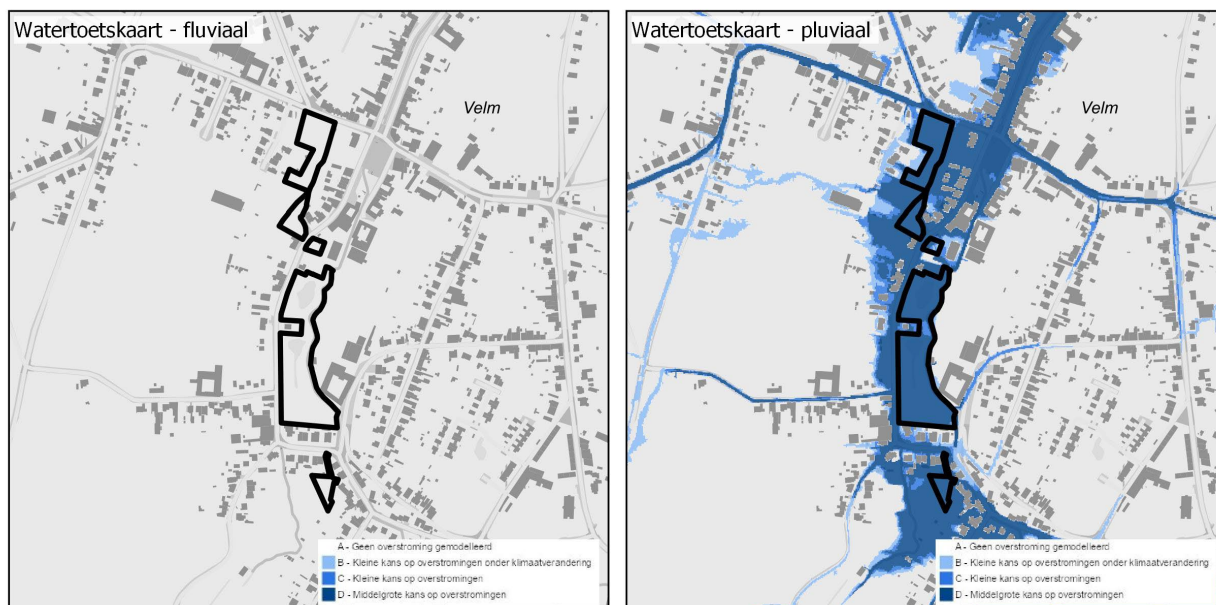 Watertoetskaart - fluviaal
Velm
A - Geen overstroming gemodelleerd
B - Kleine kans op overstromingen onder klimaatverandering
C - Kleine kans op overstromingen
D - Middelgrote kans op overstromingen
Watertoetskaart - pluviaal
Velm
A - Geen overstroming gemodelleerd
B - Kleine kans op overstromingen onder klimaatverandering
C - Kleine kans op overstromingen
D - Middelgrote kans op overstromingen